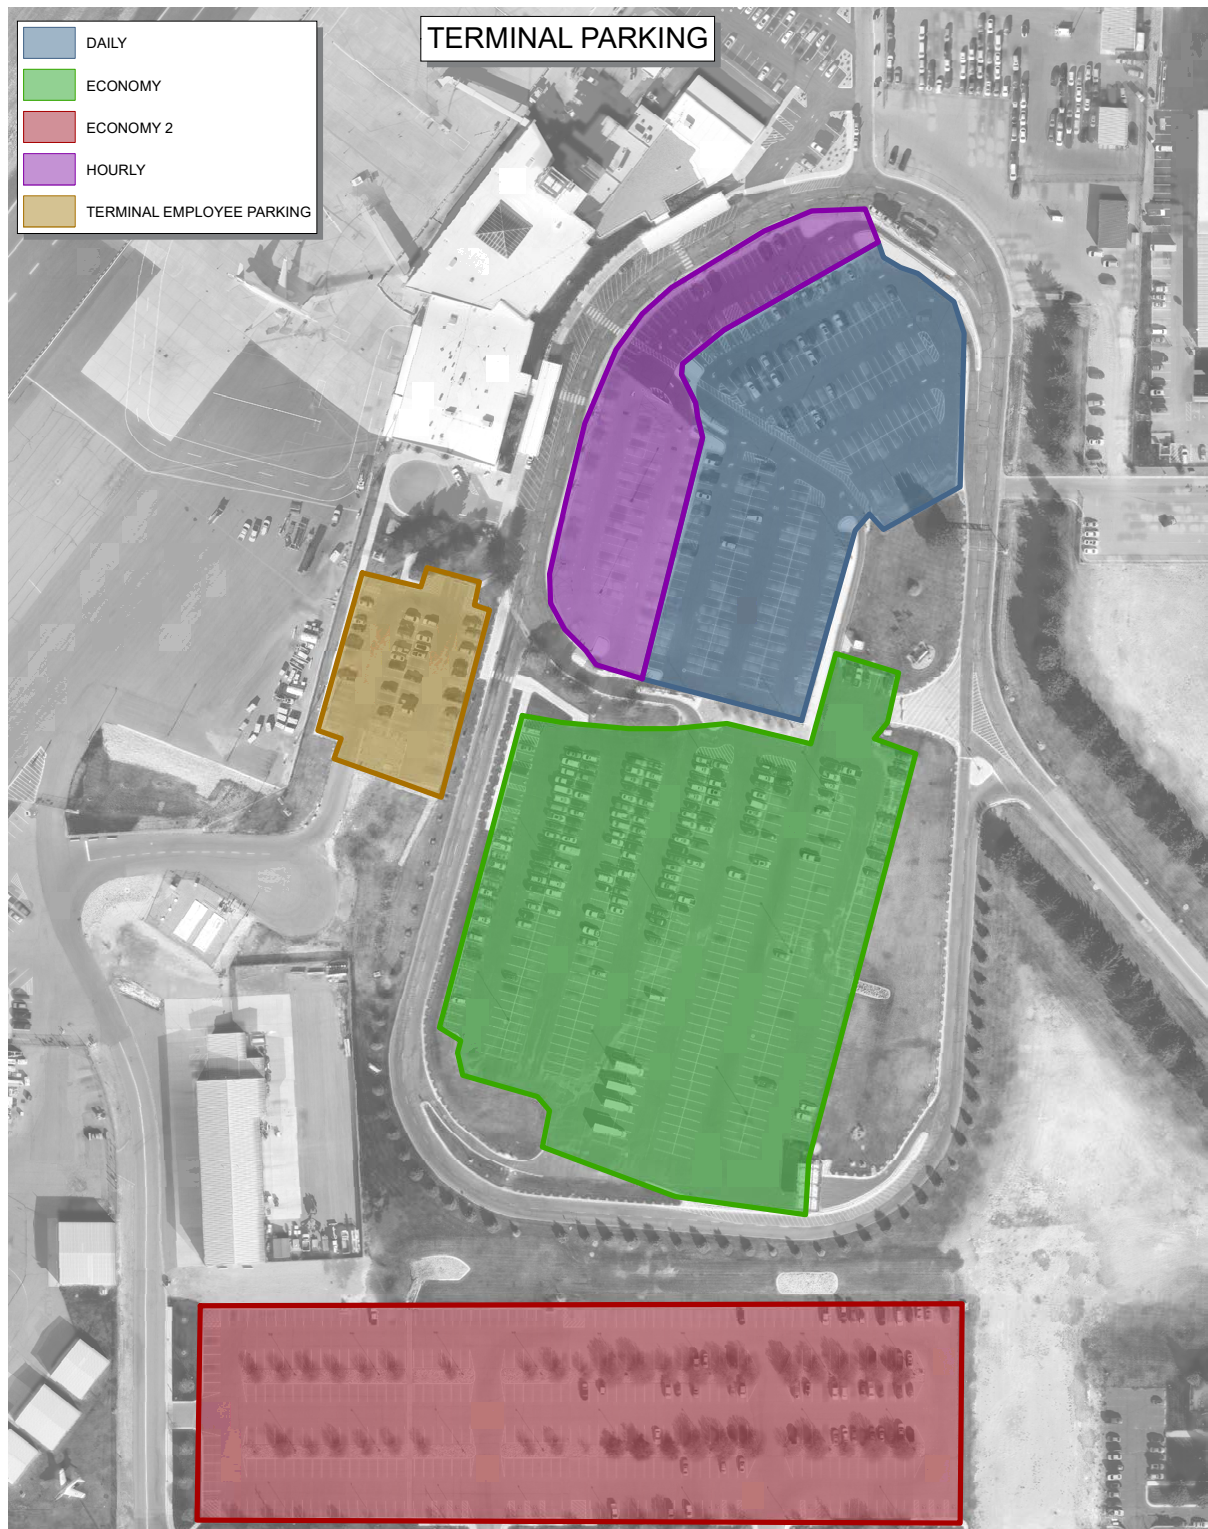 TERMINAL PARKING
DAILY
ECONOMY
ECONOMY 2
HOURLY
TERMINAL EMPLOYEE PARKING